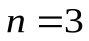 n = 3